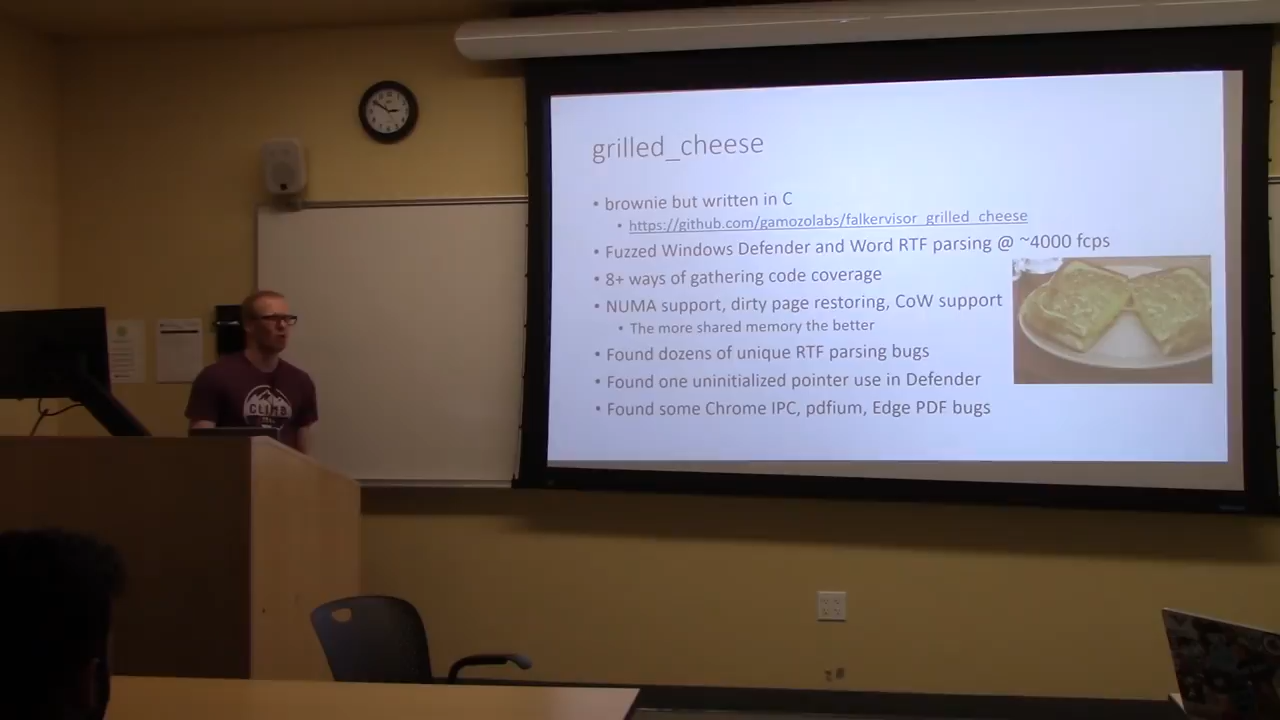 grilled_cheese
• brownie but written in C
• https://github.com/gamozolabs/falkervisor_grilled_cheese
• Fuzzed Windows Defender and Word RTF parsing @ ~4000 fcps
• 8+ ways of gathering code coverage
• NUMA support, dirty page restoring, CoW support
• The more shared memory the better
• Found dozens of unique RTF parsing bugs
• Found one uninitialized pointer use in Defender
• Found some Chrome IPC, pdfium, Edge PDF bugs
CLIMB